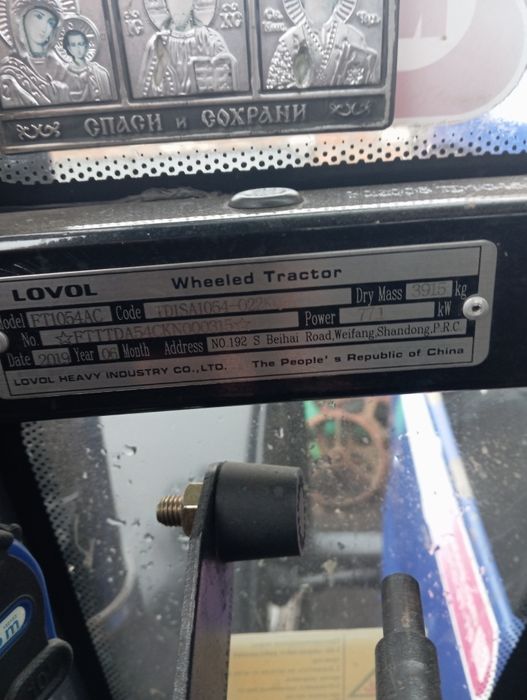 СПАСИ и СОХРАНИ
LOVOL Wheeled Tractor
Model FT1054AC Code Dry Mass 3915 kg
No. Power kW
Date 2019 Year 06 Month Address NO.192 S Beihai Road,Weifang,Shandong,P.R.C
LOVOL HEAVY INDUSTRY CO.,LTD. The People's Republic of China